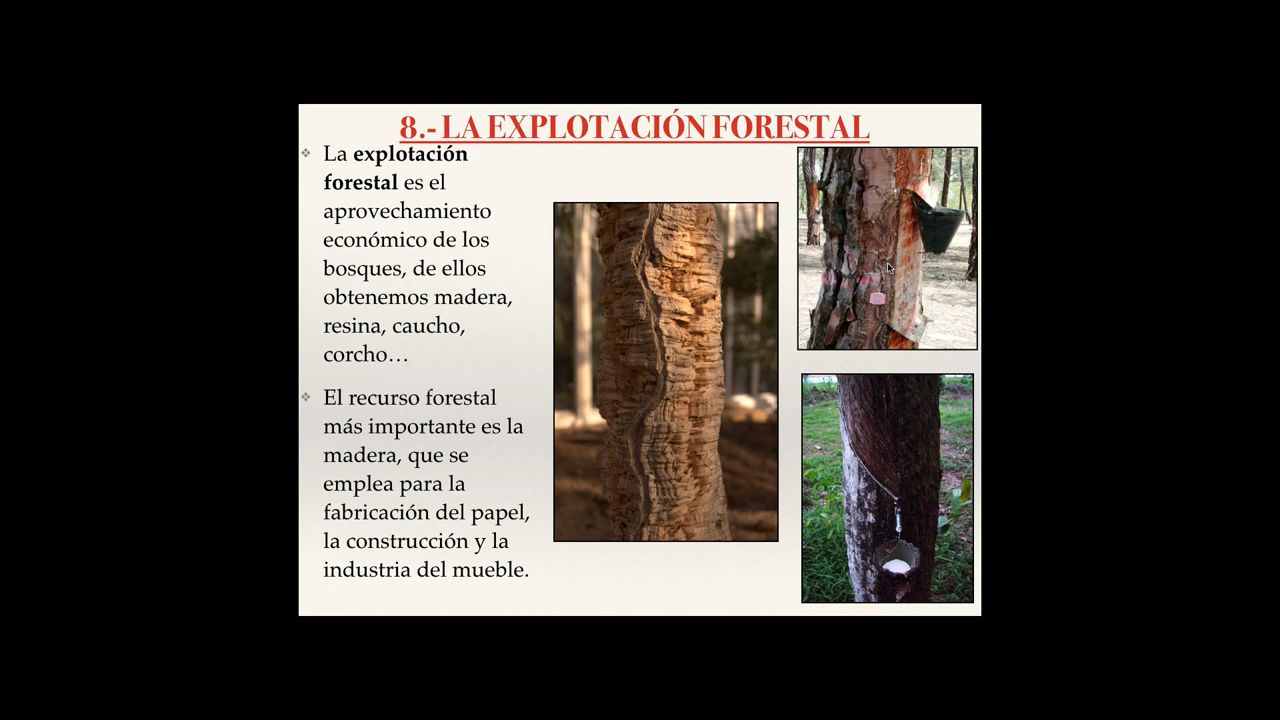 8.- LA EXPLOTACIÓN FORESTAL
La explotación
forestal es el
aprovechamiento
económico de los
bosques, de ellos
obtenemos madera,
resina, caucho,
corcho…
El recurso forestal
más importante es la
madera, que se
emplea para la
fabricación del papel,
la construcción y la
industria del mueble.